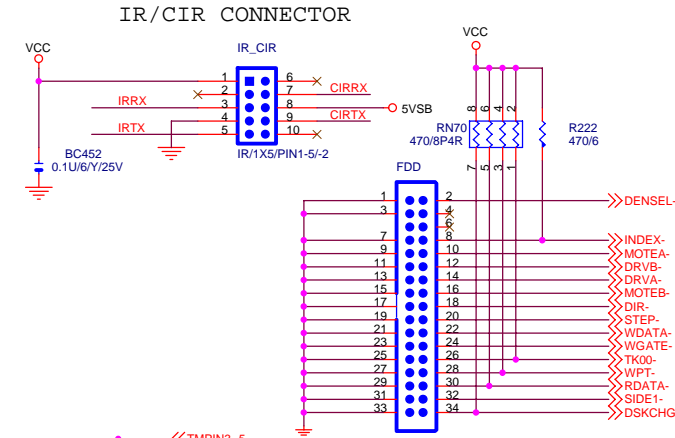 IR/CIR CONNECTOR
VCC
IR_CIR
1 6
2 7 CIRRX
IRRX 3 8 5VSB
4 9 CIRTX
IRTX 5 10
IR/1X5/PIN1-5/-2
BC452
0.1U/6/Y/25V
VCC
8 6 4 2
RN70
470/8P4R
7 5 3 1
R222
470/6
FDD
1 2 DENSEL-
3 4
6
7 8 INDEX-
9 10 MOTEA-
11 12 DRVB-
13 14 DRVA-
15 16 MOTEB-
17 18 DIR-
19 20 STEP-
21 22 WDATA-
23 24 WGATE-
25 26 TK00-
27 28 WPT-
29 30 RDATA-
31 32 SIDE1-
33 34 DSKCHG